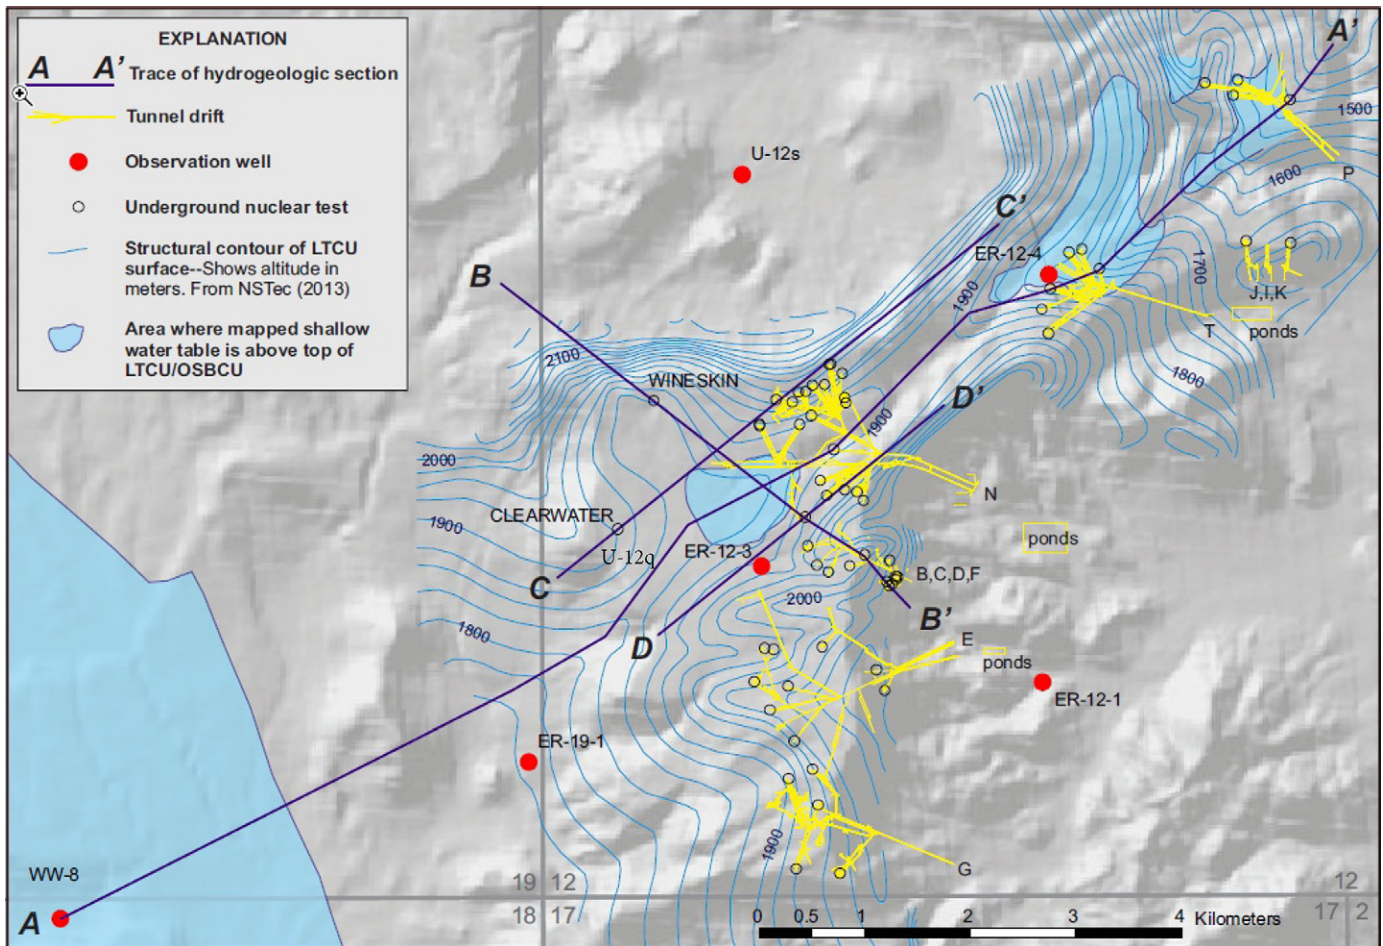 EXPLANATION
A A' Trace of hydrogeologic section
Tunnel drift
Observation well
Underground nuclear test
Structural contour of LTCU
surface--Shows altitude in
meters. From NSTec (2013)
Area where mapped shallow
water table is above top of
LTCU/OSBCU
A'
1500
P
1600
U-12s
C'
ER-12-4
B
1900
1700
J,I,K
T
ponds
2100
WINESKIN
1800
D'
1900
2000
N
CLEARWATER
1900
U-12q
ER-12-3
ponds
C
B,C,D,F
2000
B'
1800
D
E
ponds
ER-12-1
ER-19-1
1900
G
WW-8
19 12
12
A
18 17
17 2
0 0.5 1 2 3 4 Kilometers